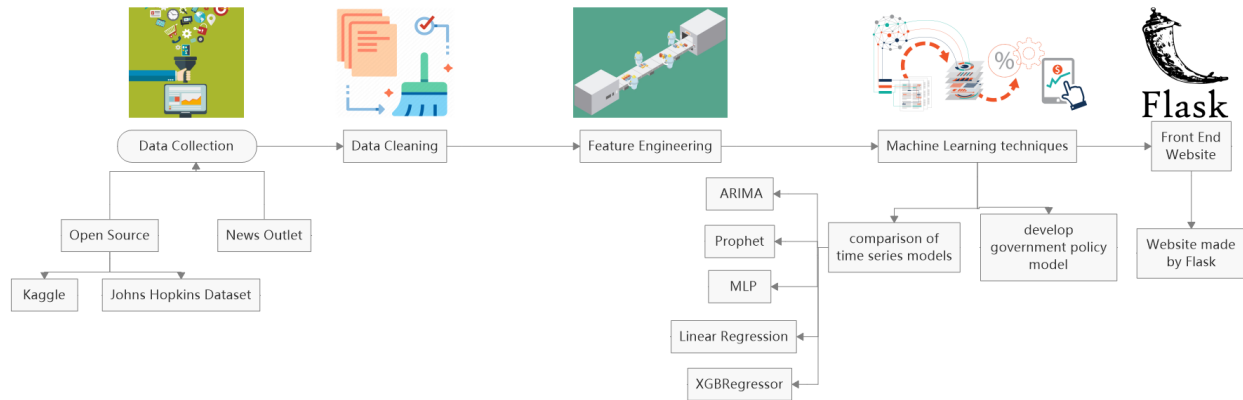 Flask
Data Collection
Data Cleaning
Feature Engineering
Machine Learning techniques
Front End
Website
ARIMA
Prophet
MLP
Linear Regression
XGBRegressor
comparison of
time series models
develop
government policy
model
Website made
by Flask
Open Source
News Outlet
Kaggle
Johns Hopkins Dataset
%
$